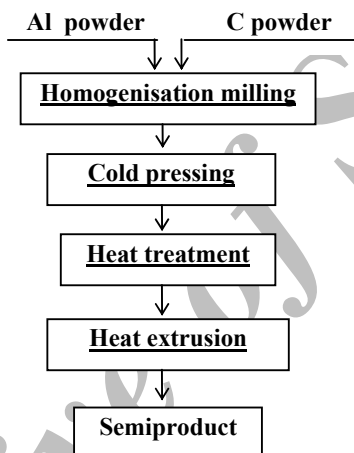 Al powder C powder
Homogenisation milling
Cold pressing
Heat treatment
Heat extrusion
Semiproduct